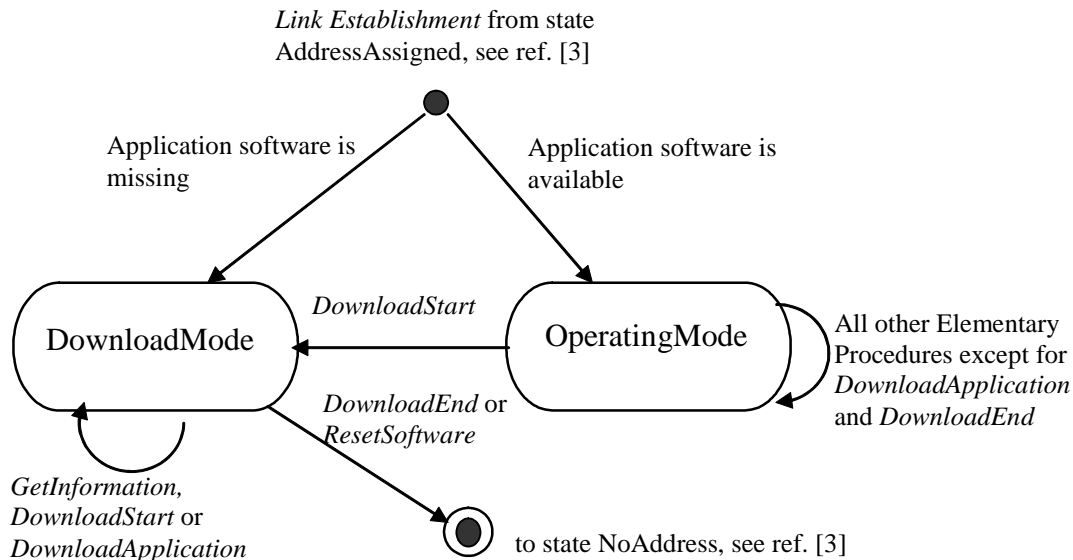 Link Establishment from state
AddressAssigned, see ref. [3]
Application software is
missing
Application software is
available
DownloadMode
DownloadStart
OperatingMode
All other Elementary
Procedures except for
DownloadApplication
and DownloadEnd
DownloadEnd or
ResetSoftware
GetInformation,
DownloadStart or
DownloadApplication
to state NoAddress, see ref. [3]